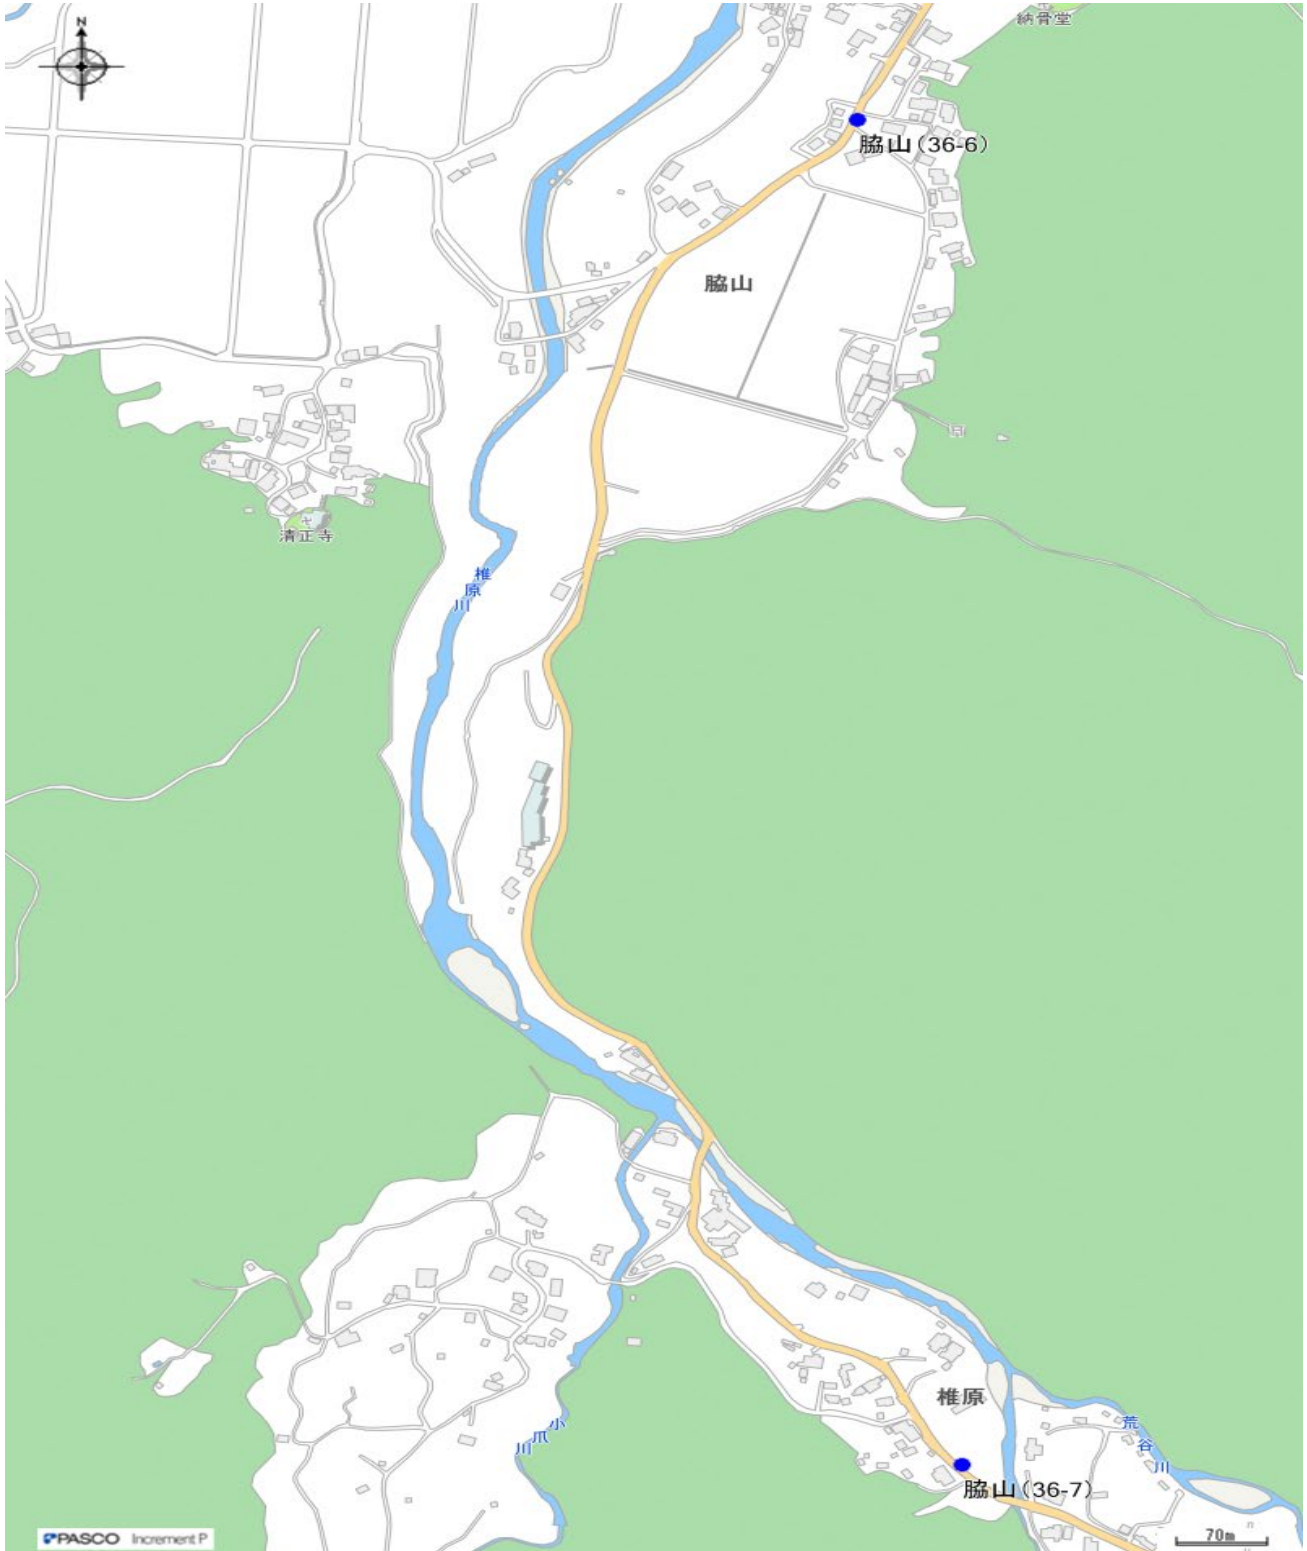 N
納骨堂
脇山(36-6)
脇山
清正寺
椎原川
椎原
荒谷川
小爪川
脇山(36-7)
PASCO Increment P
70m